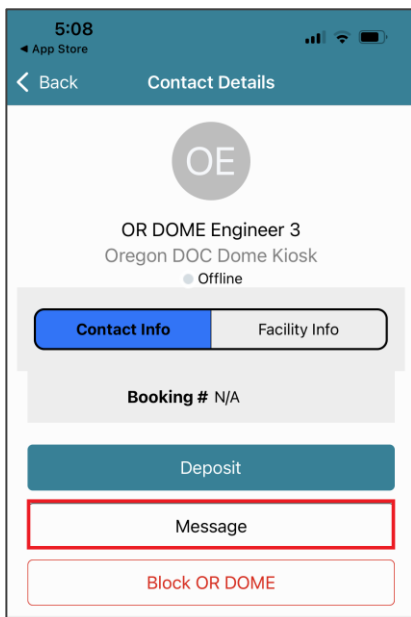 5:08
◀ App Store
Back Contact Details
OE
OR DOME Engineer 3
Oregon DOC Dome Kiosk
Offline
Contact Info Facility Info
Booking # N/A
Deposit
Message
Block OR DOME